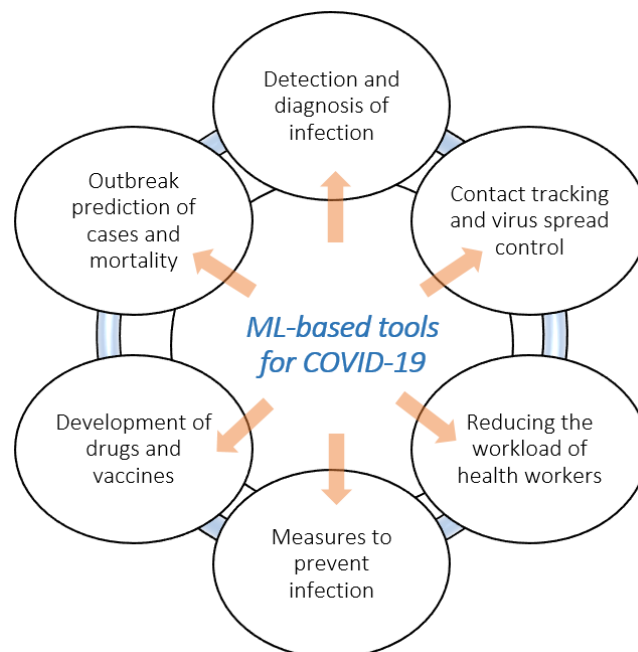 Detection and
diagnosis of
infection
Outbreak
prediction of
cases and
mortality
Contact tracking
and virus spread
control
ML-based tools
for COVID-19
Development of
drugs and
vaccines
Reducing the
workload of
health workers
Measures to
prevent
infection